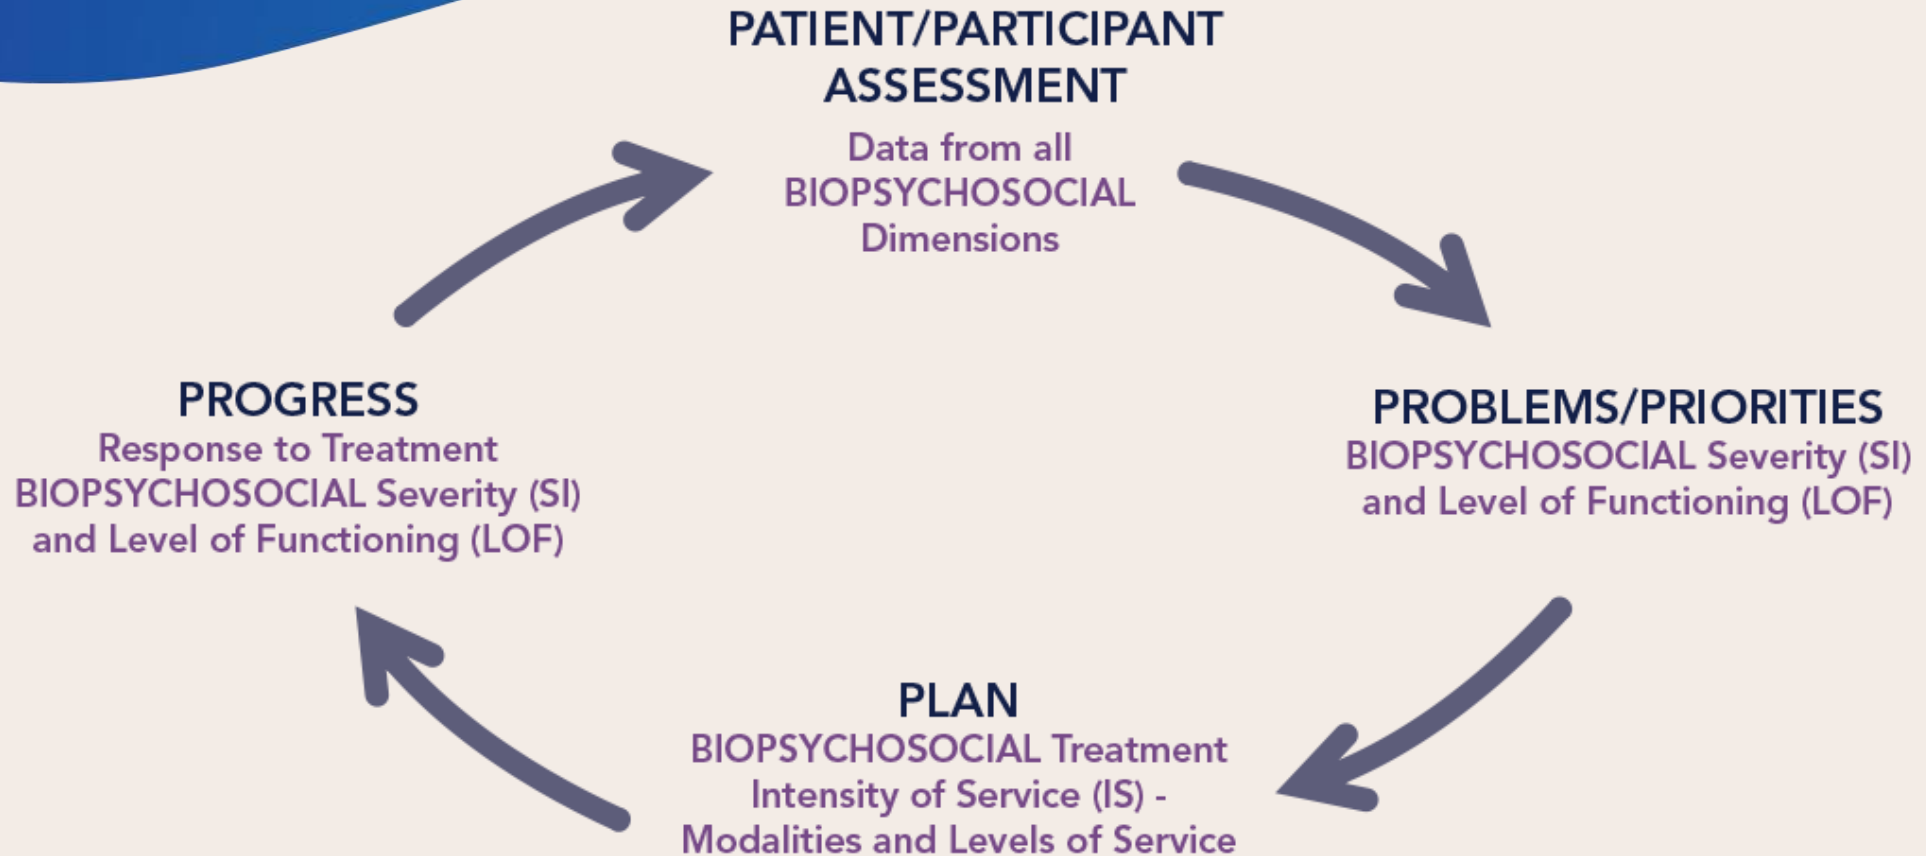 PATIENT/PARTICIPANT
ASSESSMENT
Data from all
BIOPSYCHOSOCIAL
Dimensions
PROBLEMS/PRIORITIES
BIOPSYCHOSOCIAL Severity (SI)
and Level of Functioning (LOF)
PLAN
BIOPSYCHOSOCIAL Treatment
Intensity of Service (IS) -
Modalities and Levels of Service
PROGRESS
Response to Treatment
BIOPSYCHOSOCIAL Severity (SI)
and Level of Functioning (LOF)